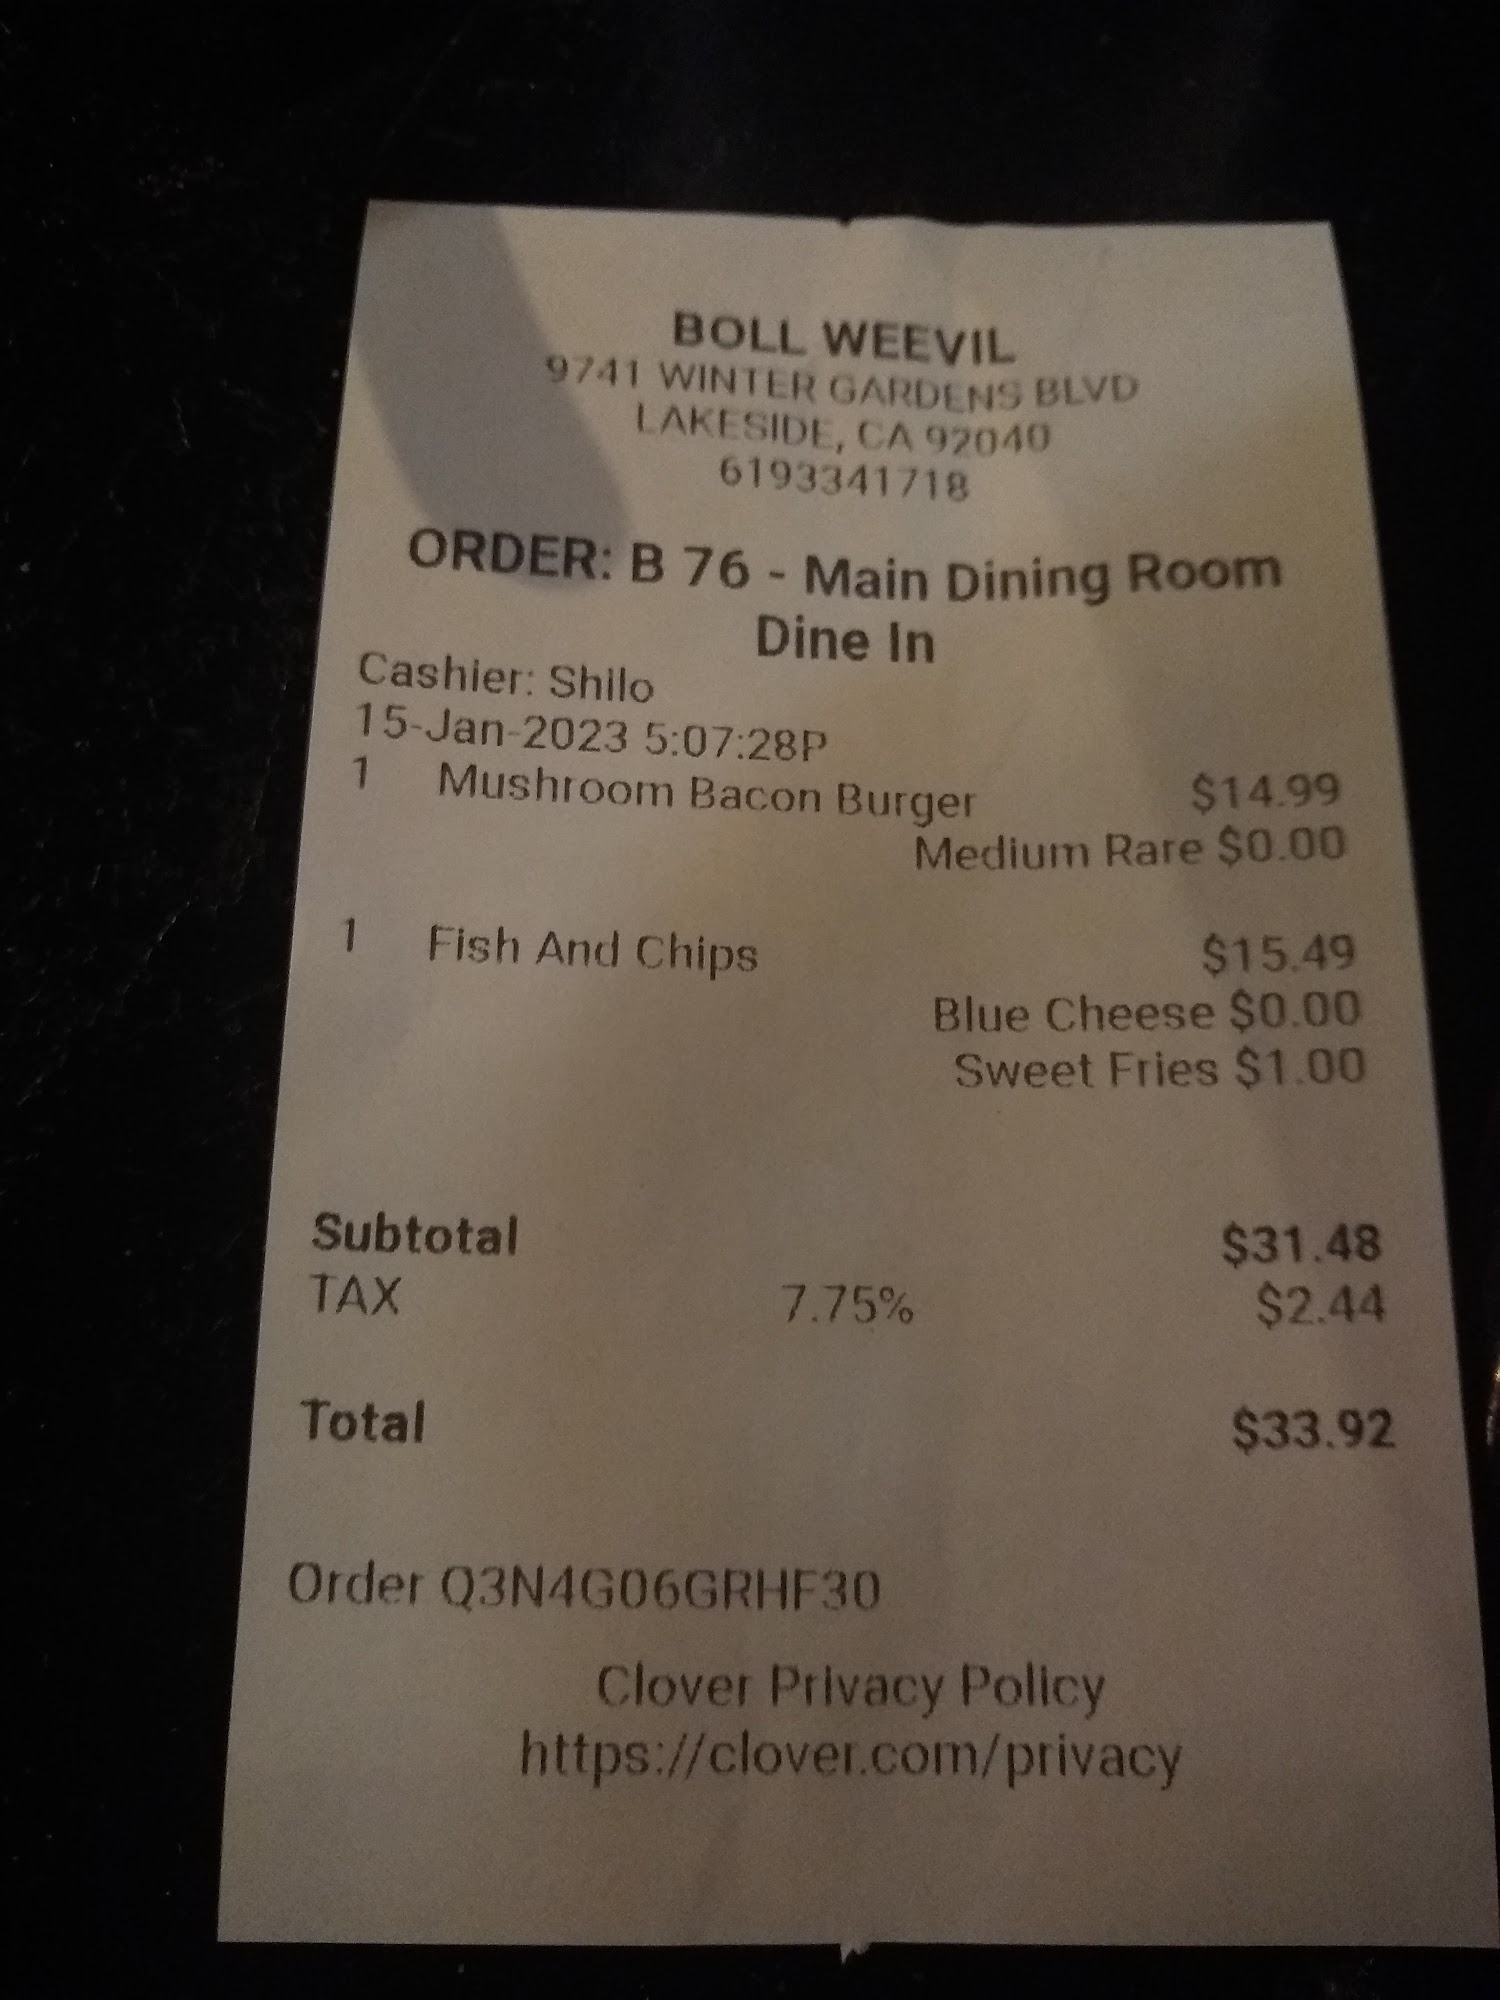 BOLL WEEVIL
9741 WINTER GARDENS BLVD
LAKESIDE, CA 92040
6193341718
ORDER: B 76 - Main Dining Room
Dine In
Cashier: Shilo
15-Jan-2023 5:07:28P
1 Mushroom Bacon Burger $14.99
Medium Rare $0.00
1 Fish And Chips $15.49
Blue Cheese $0.00
Sweet Fries $1.00
Subtotal $31.48
TAX 7.75% $2.44
Total $33.92
Order Q3N4G06GRHF30
Clover Privacy Policy
https://clover.com/privacy